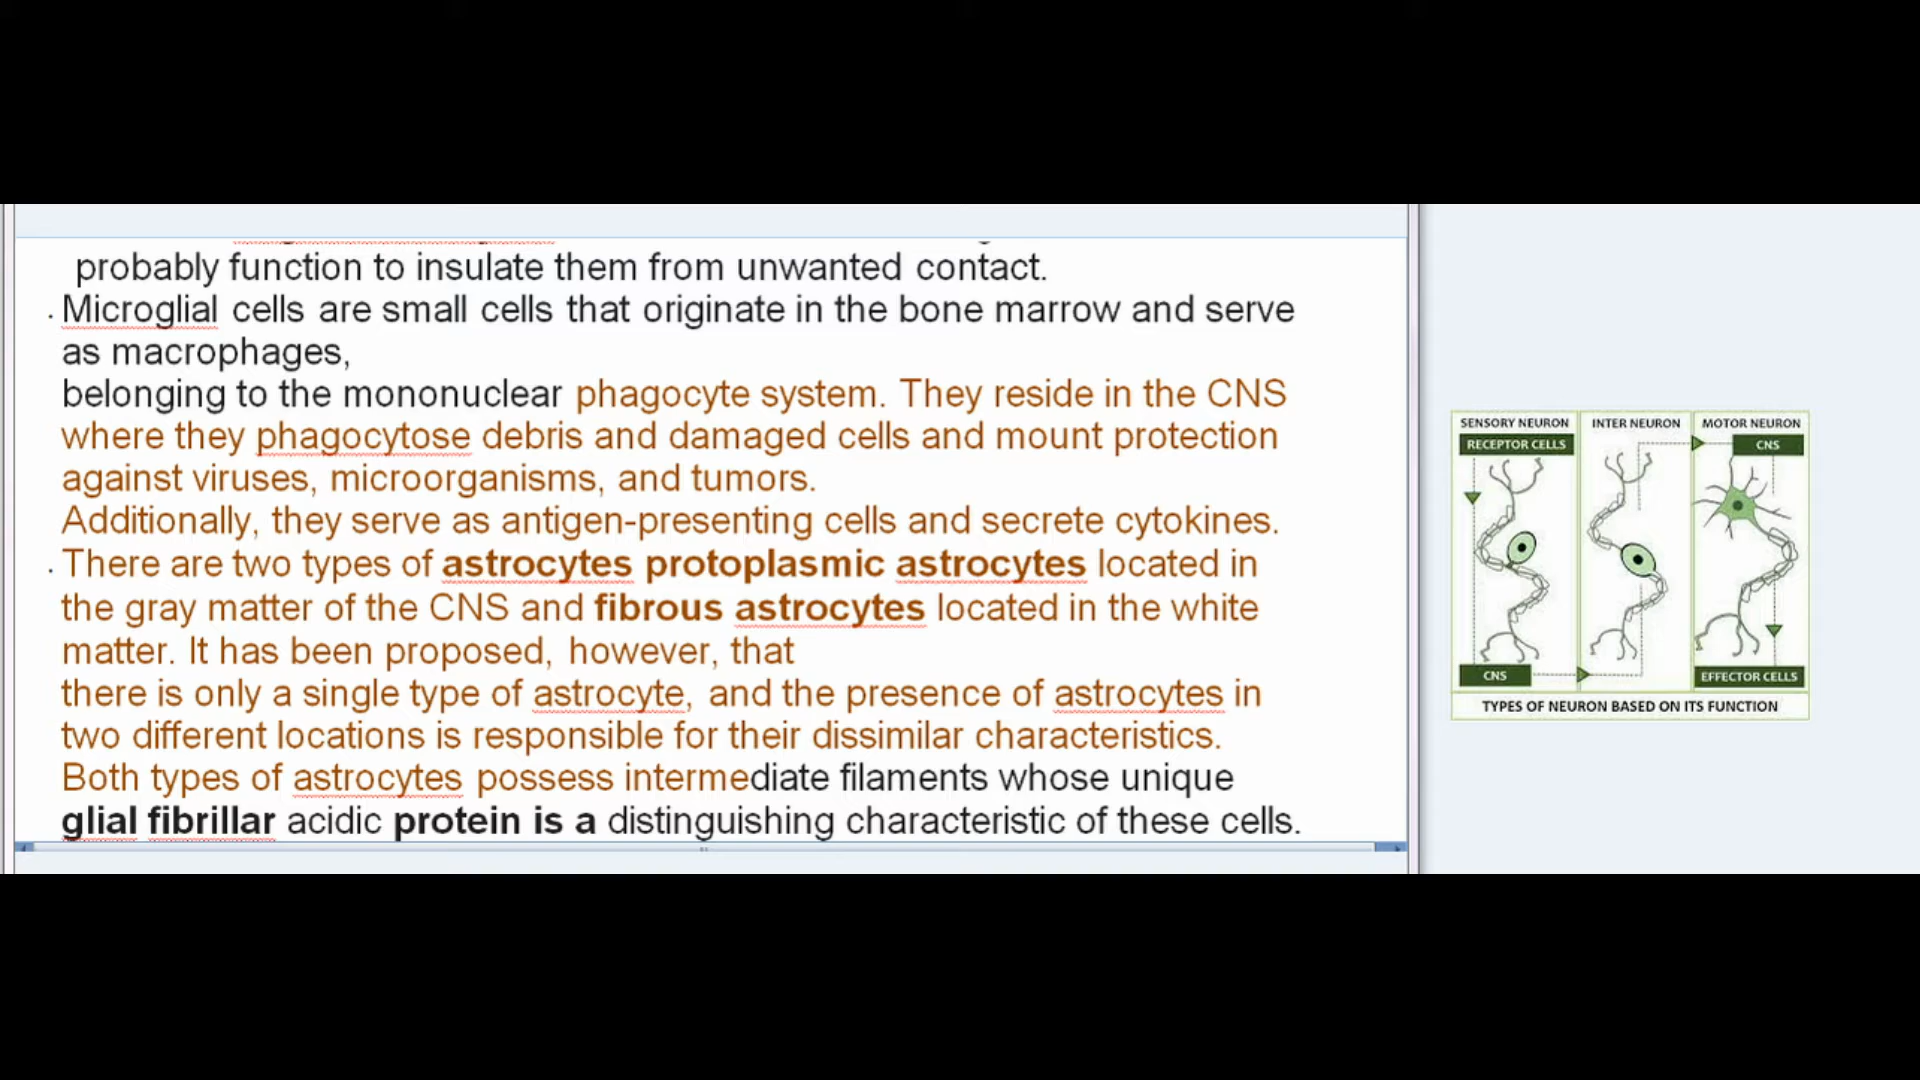 probably function to insulate them from unwanted contact.
. Microglial cells are small cells that originate in the bone marrow and serve
as macrophages,
belonging to the mononuclear phagocyte system. They reside in the CNS
where they phagocytose debris and damaged cells and mount protection
against viruses, microorganisms, and tumors.
Additionally, they serve as antigen-presenting cells and secrete cytokines.
. There are two types of astrocytes protoplasmic astrocytes located in
the gray matter of the CNS and fibrous astrocytes located in the white
matter. It has been proposed, however, that
there is only a single type of astrocyte, and the presence of astrocytes in
two different locations is responsible for their dissimilar characteristics.
Both types of astrocytes possess intermediate filaments whose unique
glial fibrillar acidic protein is a distinguishing characteristic of these cells.
SENSORY NEURON
RECEPTOR CELLS
CNS
INTER NEURON
MOTOR NEURON
CNS
EFFECTOR CELLS
TYPES OF NEURON BASED ON ITS FUNCTION